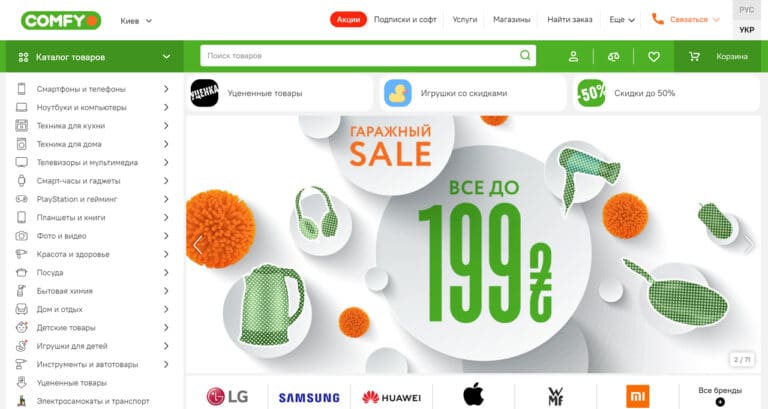 COMFY
Киев
Акции
Подписки и софт
Услуги
Магазины
Найти заказ
Еще
Связаться
РУС
УКР
Каталог товаров
Поиск товаров
Корзина
Смартфоны и телефоны
Ноутбуки и компьютеры
Техника для кухни
Техника для дома
Телевизоры и мультимедиа
Смарт-часы и гаджеты
PlayStation и гейминг
Планшеты и книги
Фото и видео
Красота и здоровье
Посуда
Бытовая химия
Дом и отдых
Детские товары
Игрушки для детей
Инструменты и автотовары
Уцененные товары
Электросамокаты и транспорт
УЦЕНКА
Уцененные товары
Игрушки со скидками
-50%
Скидки до 50%
ГАРАЖНЫЙ
SALE
ВСЕ ДО
199₴
2 / 71
LG
SAMSUNG
HUAWEI
WMF
mi
Все бренды